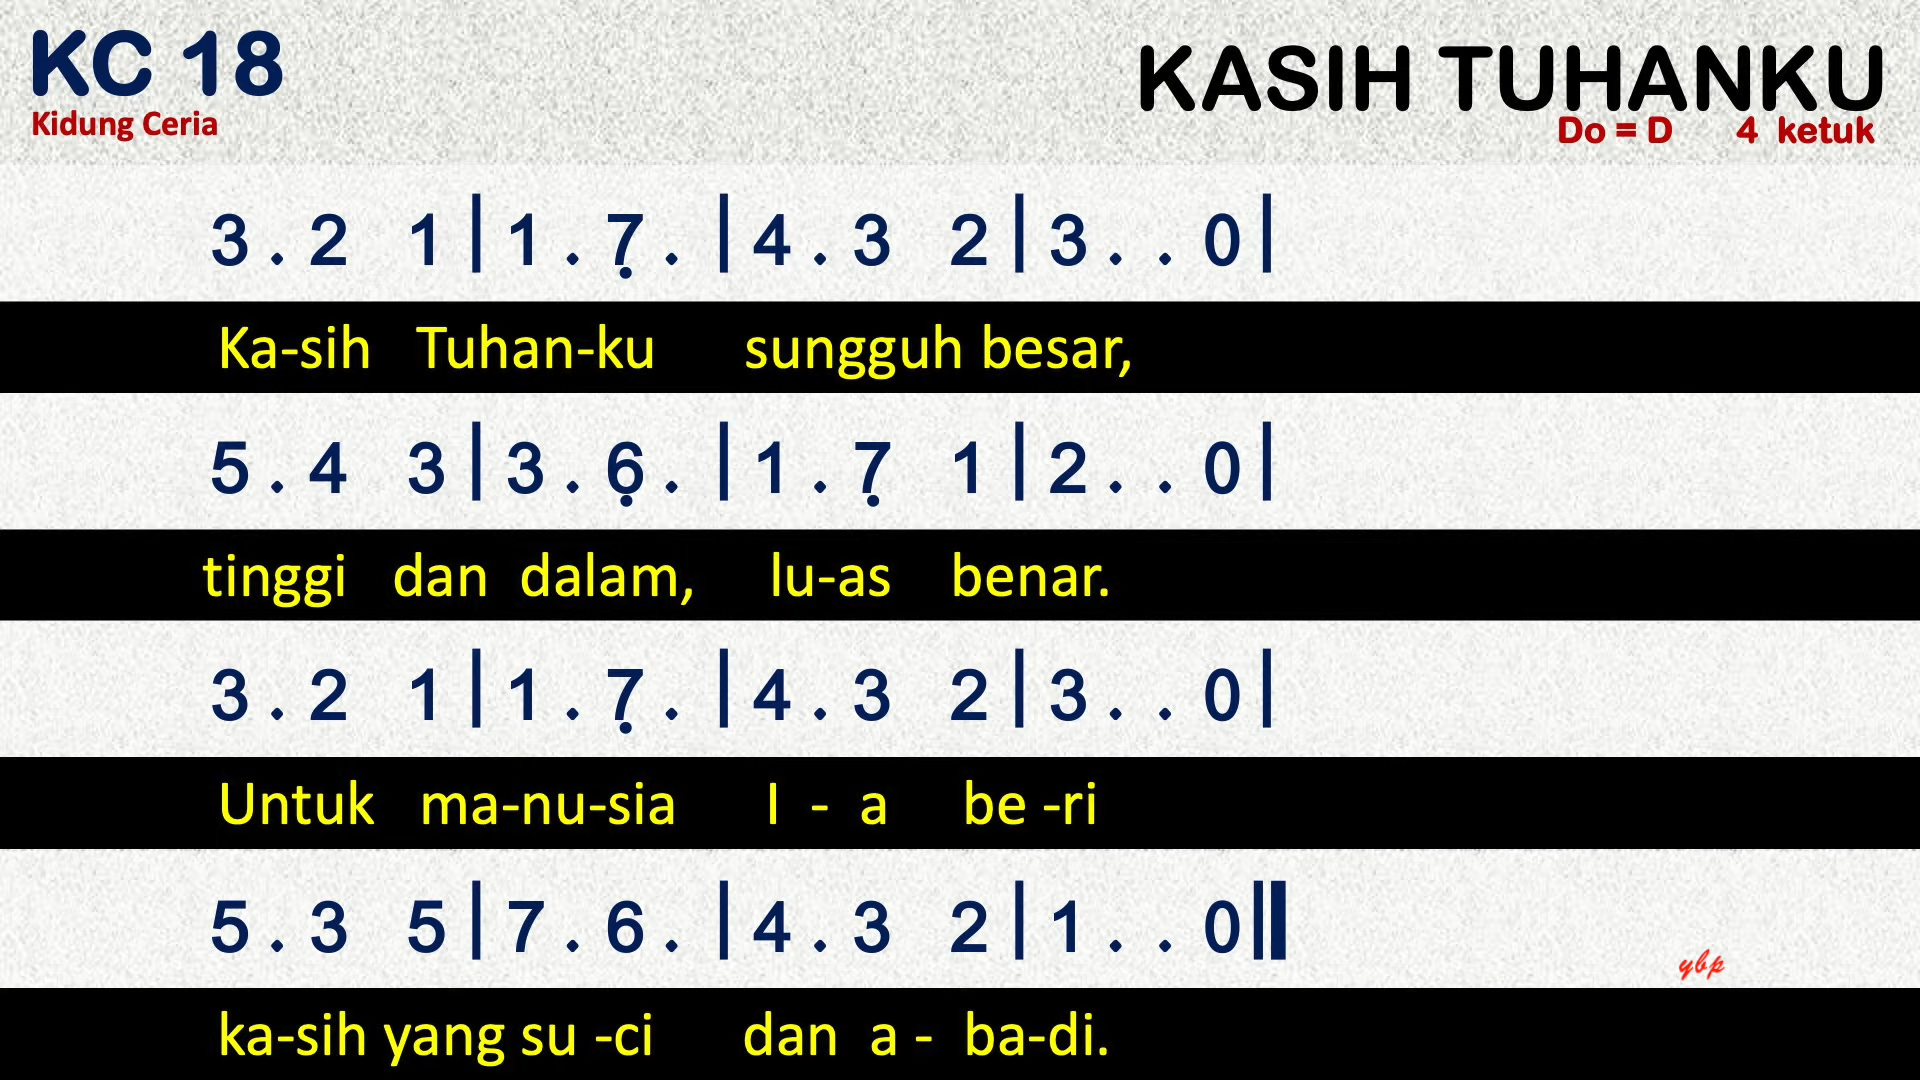 KC 18
KASIH TUHANKU
Kidung Ceria
Do = D 4 ketuk
3 . 2 1 | 1 . 7̣ . | 4 . 3 2 | 3 . . 0 |
Ka-sih Tuhan-ku sungguh besar,
5 . 4 3 | 3 . 6̣ . | 1 . 7̣ 1 | 2 . . 0 |
tinggi dan dalam, lu-as benar.
3 . 2 1 | 1 . 7̣ . | 4 . 3 2 | 3 . . 0 |
Untuk ma-nu-sia I - a be -ri
5 . 3 5 | 7 . 6 . | 4 . 3 2 | 1 . . 0 ||
ybp
ka-sih yang su -ci dan a - ba-di.